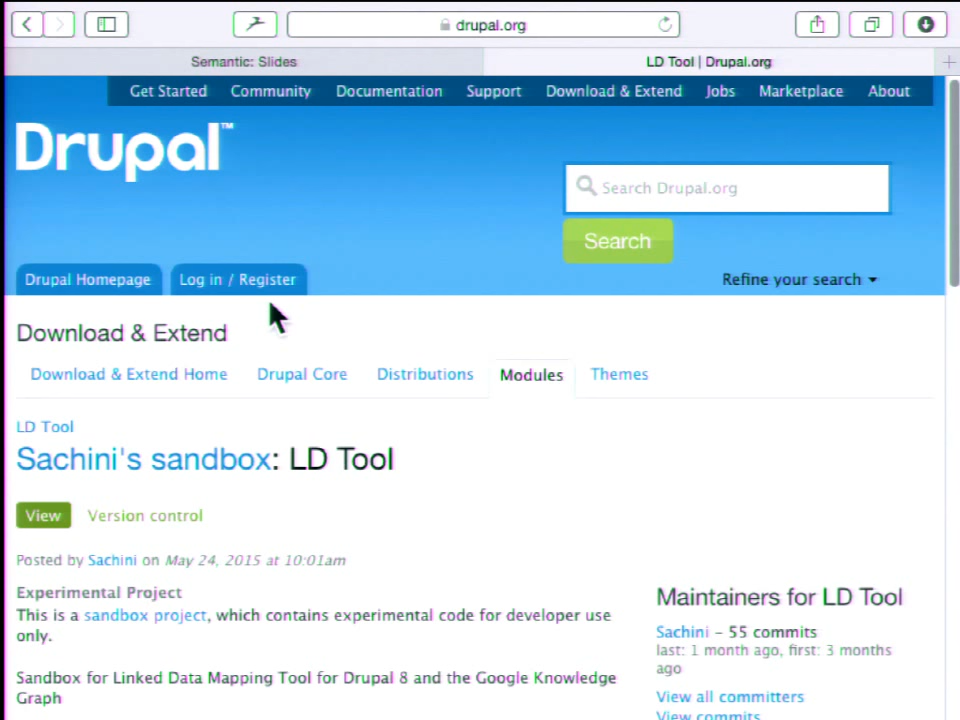 drupal.org
Semantic: Slides
LD Tool | Drupal.org
Get Started Community Documentation Support Download & Extend Jobs Marketplace About
Drupal™
Search Drupal.org
Search
Drupal Homepage Log in / Register Refine your search
Download & Extend
Download & Extend Home Drupal Core Distributions Modules Themes
LD Tool
Sachini's sandbox: LD Tool
View Version control
Posted by Sachini on May 24, 2015 at 10:01am
Experimental Project
This is a sandbox project, which contains experimental code for developer use
only.
Sandbox for Linked Data Mapping Tool for Drupal 8 and the Google Knowledge
Graph
Maintainers for LD Tool
Sachini – 55 commits
last: 1 month ago, first: 3 months
ago
View all committers
View commits